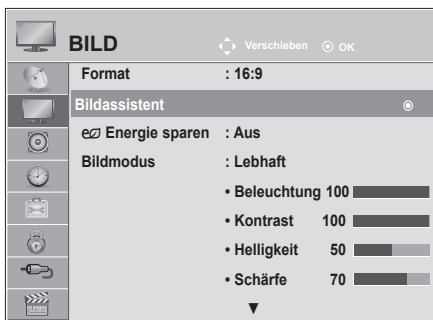 BILD Verschieben OK
Format : 16:9
Bildassistent
Energie sparen : Aus
Bildmodus : Lebhaft
• Beleuchtung 100
• Kontrast 100
• Helligkeit 50
• Schärfe 70
▼